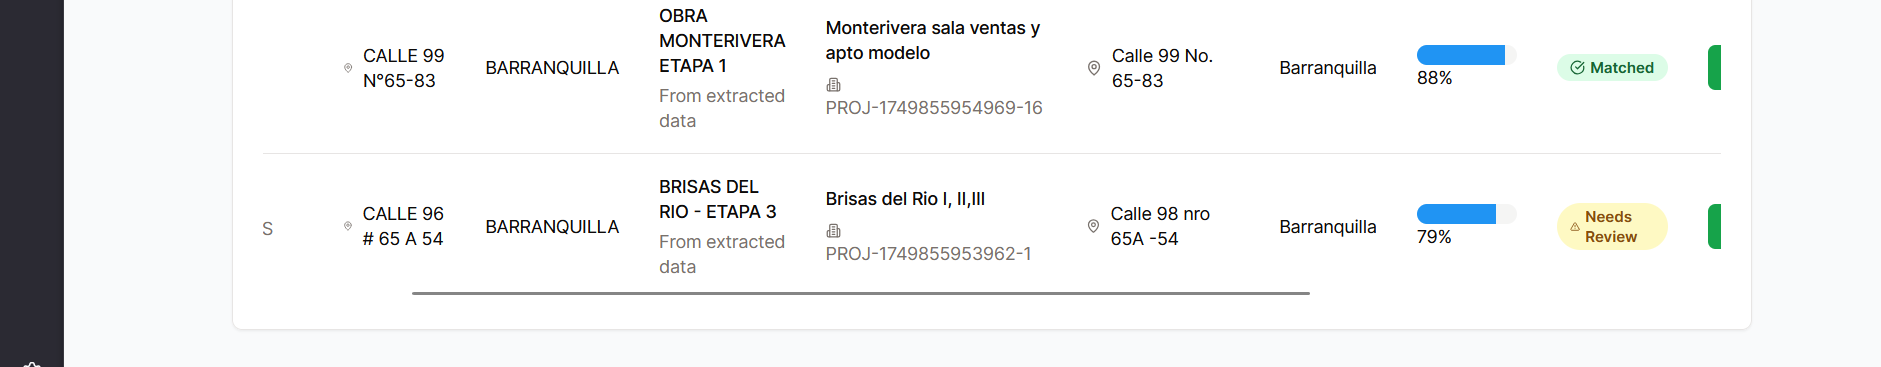 CALLE 99
N°65-83
BARRANQUILLA
OBRA
MONTERIVERA
ETAPA 1
From extracted
data
Monterivera sala ventas y
apto modelo
PROJ-1749855954969-16
Calle 99 No.
65-83
Barranquilla
88%
Matched
S
CALLE 96
# 65 A 54
BARRANQUILLA
BRISAS DEL
RIO - ETAPA 3
From extracted
data
Brisas del Rio I, II,III
PROJ-1749855953962-1
Calle 98 nro
65A -54
Barranquilla
79%
Needs
Review